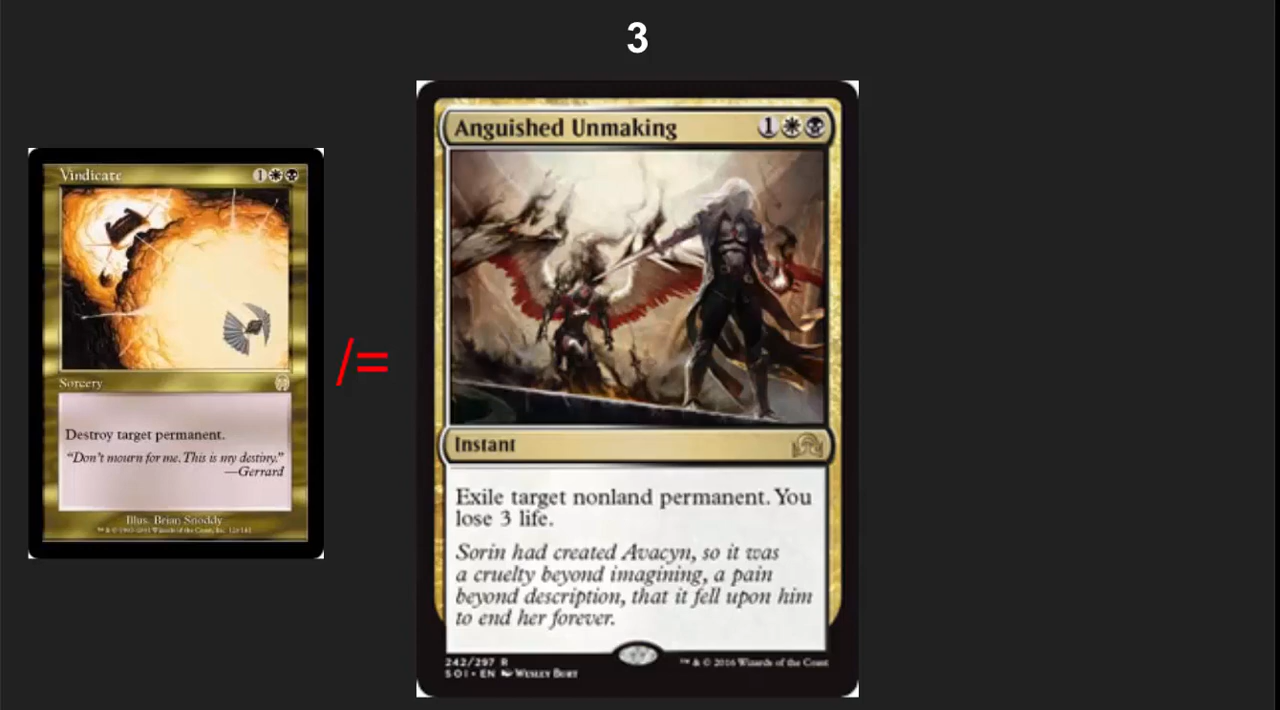 3
Vindicate 1
Sorcery
Destroy target permanent.
"Don't mourn for me. This is my destiny."
—Gerrard
Illus. Brian Snoddy
/=
Anguished Unmaking 1
Instant
Exile target nonland permanent. You
lose 3 life.
Sorin had created Avacyn, so it was
a cruelty beyond imagining, a pain
beyond description, that it fell upon him
to end her forever.
242/297 R
SOI • EN Wesley Burt
™ & © 2016 Wizards of the Coast